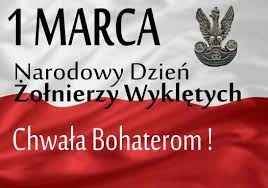 1 MARCA
Narodowy Dzień
Żołnierzy Wyklętych
Chwała Bohaterom !